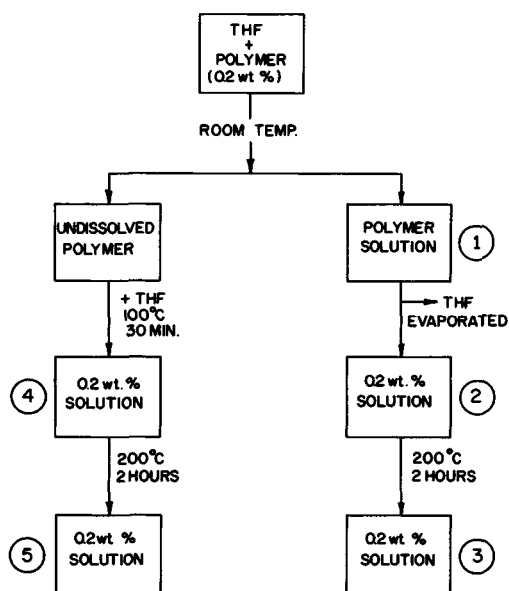 THF
+
POLYMER
(0.2 wt %)
ROOM TEMP.
UNDISSOLVED
POLYMER
POLYMER
SOLUTION
1
+ THF
100°C
30 MIN.
THF
EVAPORATED
4
0.2 wt. %
SOLUTION
0.2 wt. %
SOLUTION
2
200°C
2 HOURS
200°C
2 HOURS
5
0.2 wt %
SOLUTION
0.2 wt. %
SOLUTION
3